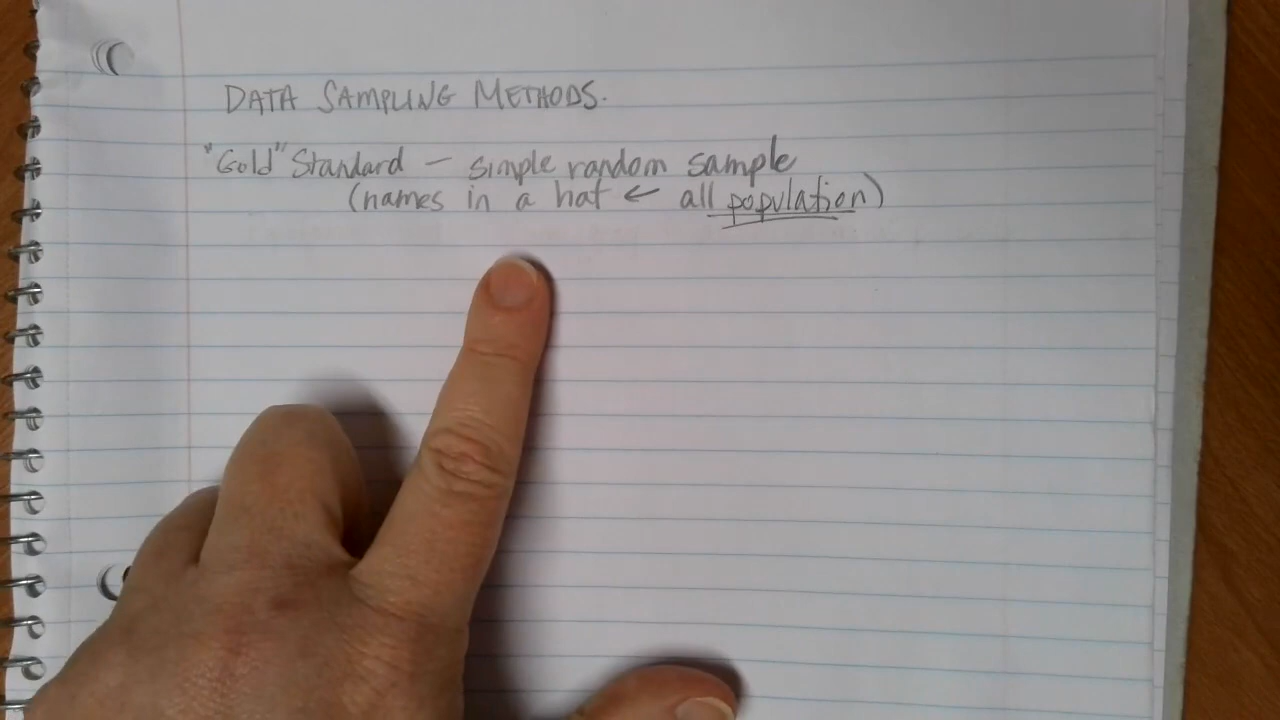 DATA SAMPLING METHODS.
"Gold" Standard — simple random sample
(names in a hat ← all population)